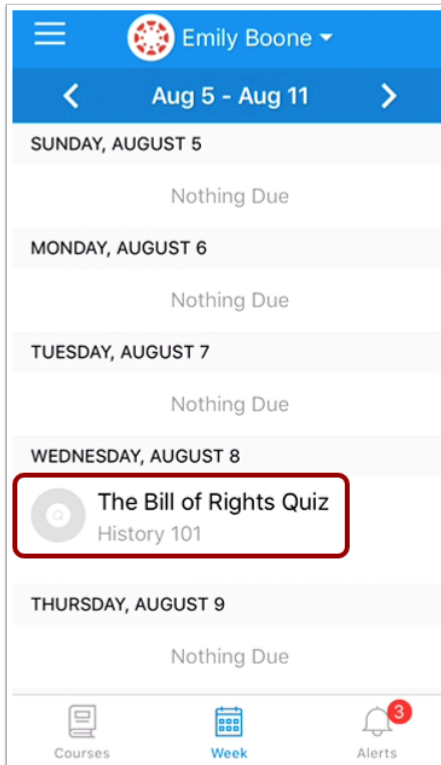 Emily Boone
Aug 5 - Aug 11
SUNDAY, AUGUST 5
Nothing Due
MONDAY, AUGUST 6
Nothing Due
TUESDAY, AUGUST 7
Nothing Due
WEDNESDAY, AUGUST 8
The Bill of Rights Quiz
History 101
THURSDAY, AUGUST 9
Nothing Due
3
Courses Week Alerts